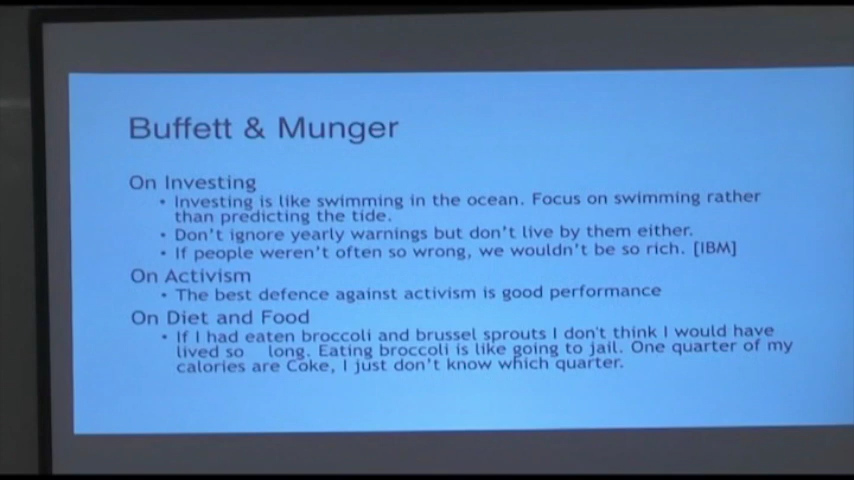 Buffett & Munger
On Investing
• Investing is like swimming in the ocean. Focus on swimming rather
than predicting the tide.
• Don't ignore yearly warnings but don't live by them either.
• If people weren't often so wrong, we wouldn't be so rich. [IBM]
On Activism
• The best defence against activism is good performance
On Diet and Food
• If I had eaten broccoli and brussel sprouts I don't think I would have
lived so long. Eating broccoli is like going to jail. One quarter of my
calories are Coke, I just don't know which quarter.